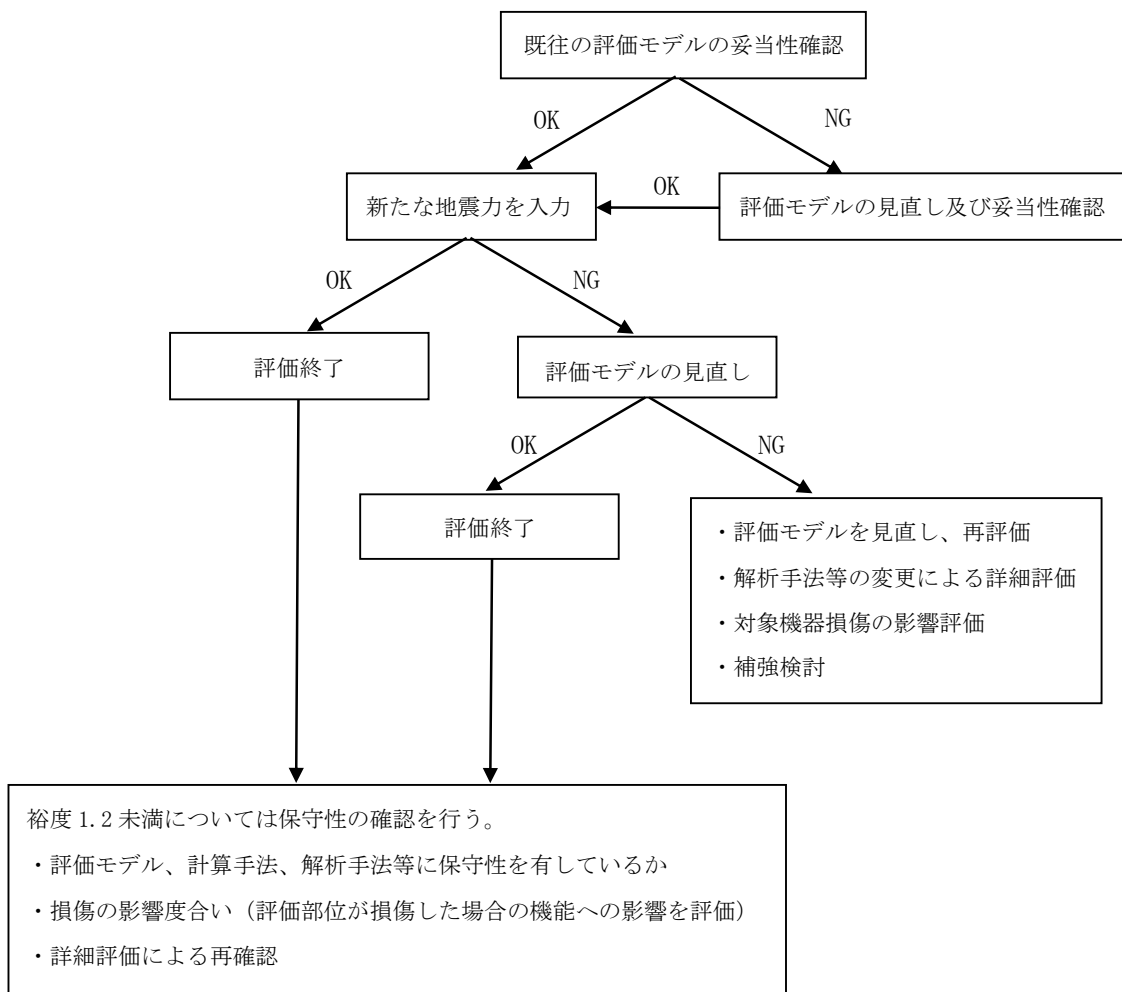 既往の評価モデルの妥当性確認
OK
NG
新たな地震力を入力
OK
評価モデルの見直し及び妥当性確認
OK
NG
評価終了
評価モデルの見直し
OK
NG
評価終了
・評価モデルを見直し、再評価
・解析手法等の変更による詳細評価
・対象機器損傷の影響評価
・補強検討
裕度 1.2 未満については保守性の確認を行う。
・評価モデル、計算手法、解析手法等に保守性を有しているか
・損傷の影響度合い（評価部位が損傷した場合の機能への影響を評価）
・詳細評価による再確認